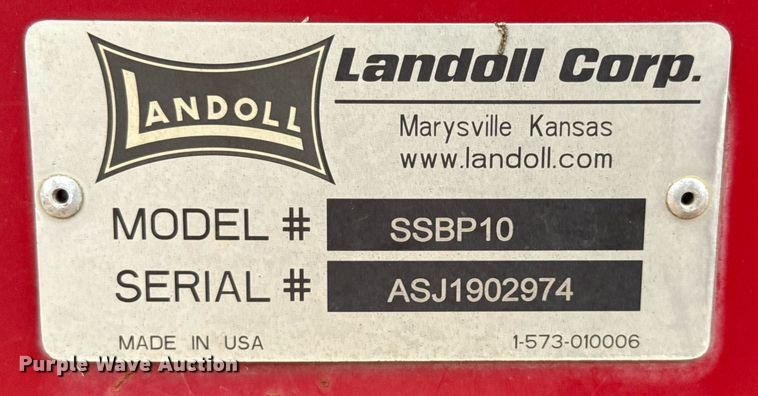 LANDOLL
Landoll Corp.
Marysville Kansas
www.landoll.com
MODEL # SSBP10
SERIAL # ASJ1902974
MADE IN USA 1-573-010006
Purple Wave Auction